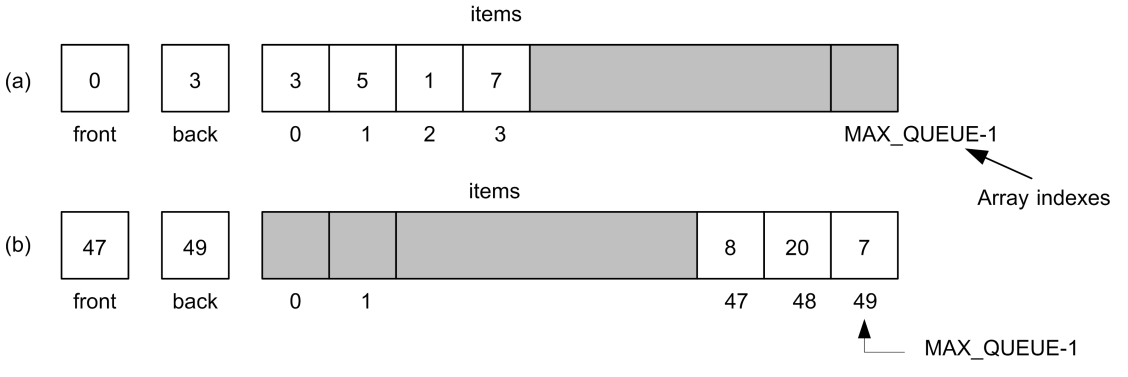 items
(a) 0 3 3 5 1 7
front back 0 1 2 3 MAX_QUEUE-1
Array indexes
items
(b) 47 49 8 20 7
front back 0 1 47 48 49
MAX_QUEUE-1